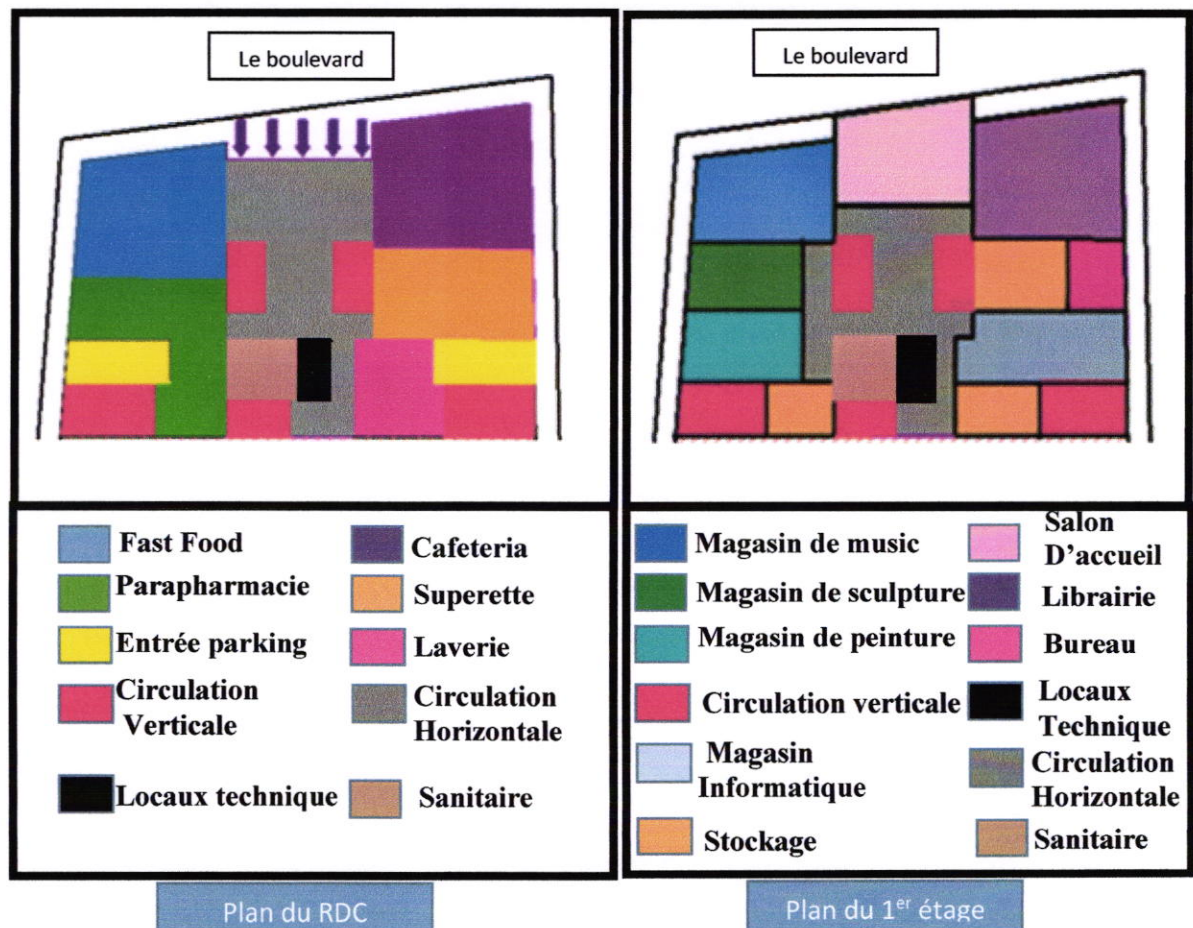 Le boulevard
Fast Food
Cafeteria
Parapharmacie
Superette
Entrée parking
Laverie
Circulation
Verticale
Circulation
Horizontale
Locaux technique
Sanitaire
Plan du RDC
Le boulevard
Magasin de music
Salon
D'accueil
Magasin de sculpture
Librairie
Magasin de peinture
Bureau
Circulation verticale
Locaux
Technique
Magasin
Informatique
Circulation
Horizontale
Stockage
Sanitaire
Plan du 1er étage